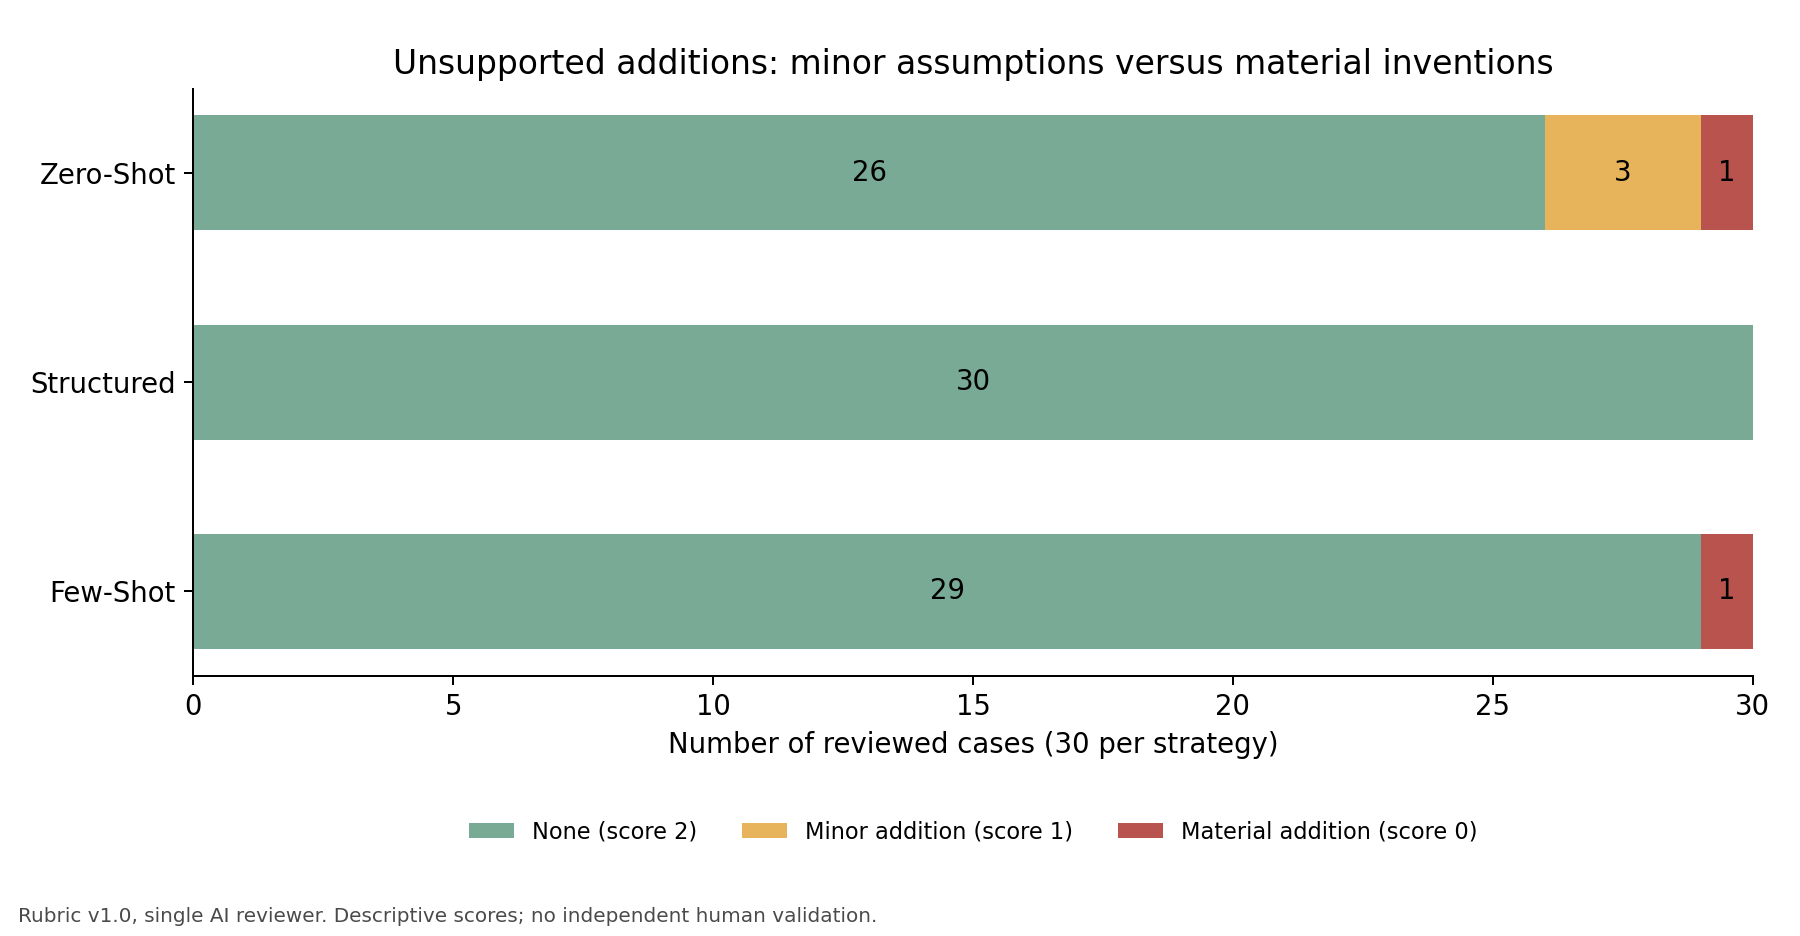 Unsupported additions: minor assumptions versus material inventions
Zero-Shot
26
3
1
Structured
30
Few-Shot
29
1
0
5
10
15
20
25
30
Number of reviewed cases (30 per strategy)
None (score 2)
Minor addition (score 1)
Material addition (score 0)
Rubric v1.0, single AI reviewer. Descriptive scores; no independent human validation.